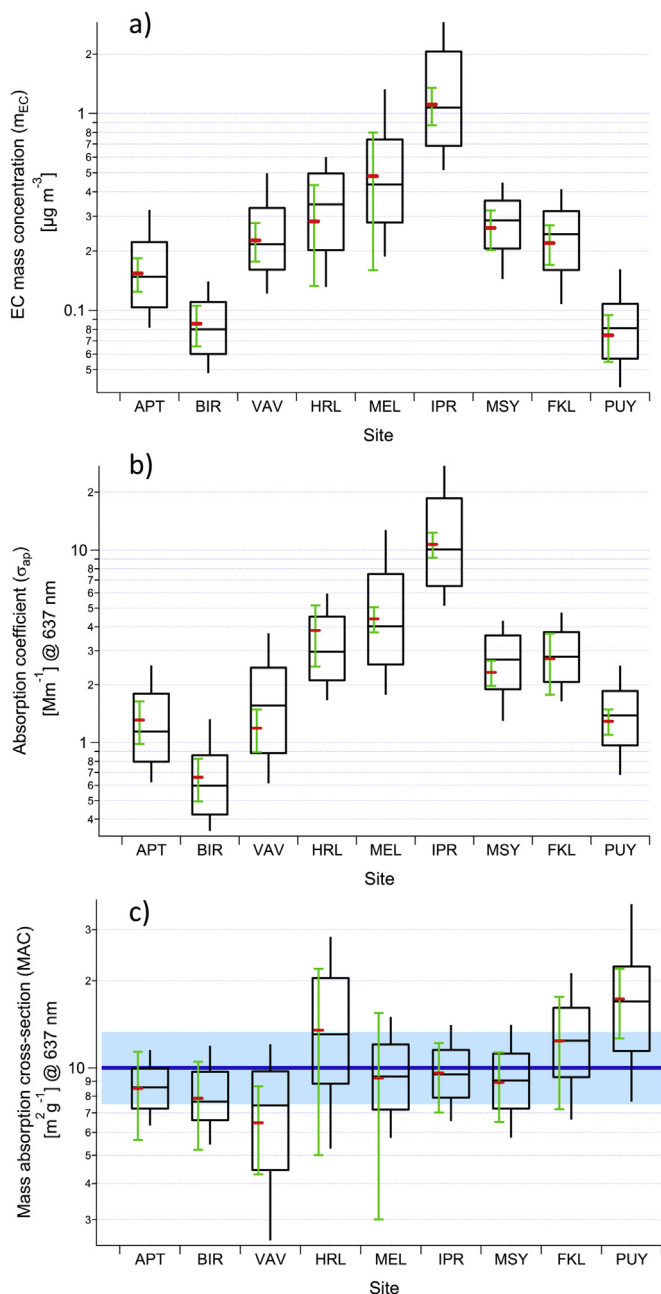 a)
EC mass concentration (mEC)
[µg m⁻³]
2
1
8
7
6
5
4
3
2
0.1
8
7
6
5
APT BIR VAV HRL MEL IPR MSY FKL PUY
Site
b)
Absorption coefficient (σap)
[Mm⁻¹] @ 637 nm
2
10
8
7
6
5
4
3
2
1
8
7
6
5
4
APT BIR VAV HRL MEL IPR MSY FKL PUY
Site
c)
Mass absorption cross-section (MAC)
[m² g⁻¹] @ 637 nm
3
2
10
9
8
7
6
5
4
3
APT BIR VAV HRL MEL IPR MSY FKL PUY
Site